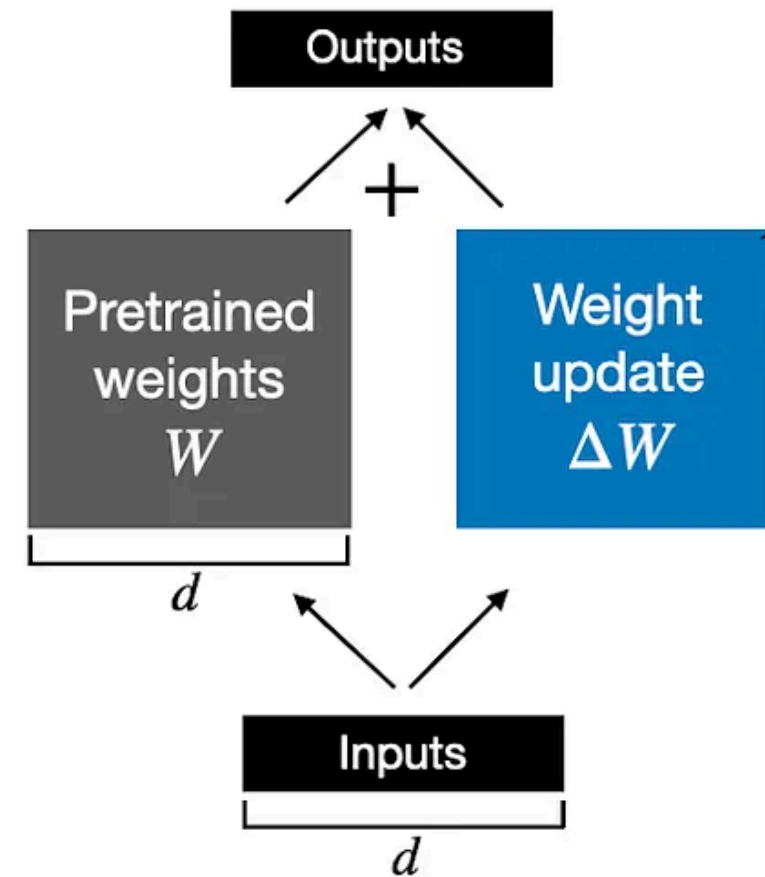 Outputs
+
Pretrained
weights
W
Weight
update
ΔW
d
Inputs
d